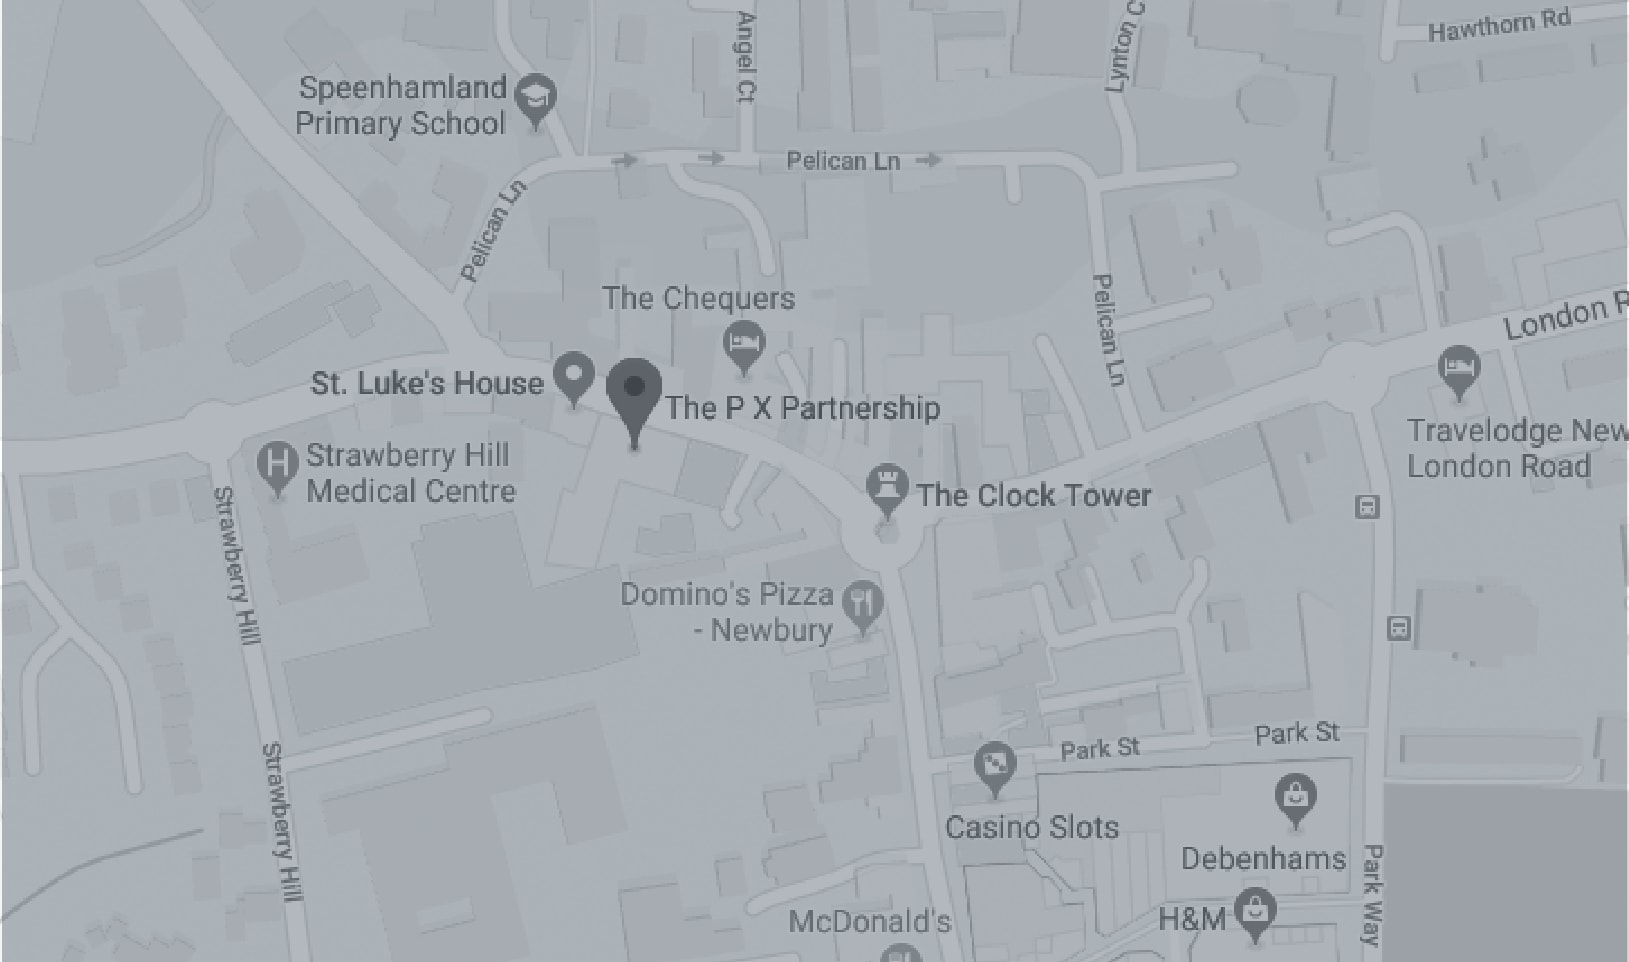 Hawthorn Rd
Lynton C
Angel Ct
Speenhamland
Primary School
Pelican Ln
Pelican Ln
Pelican Ln
The Chequers
London R
St. Luke's House
The P X Partnership
Travelodge New
London Road
Strawberry Hill
Medical Centre
The Clock Tower
Strawberry Hill
Domino's Pizza
- Newbury
Park St
Park St
Strawberry Hill
Casino Slots
Debenhams
Park Way
H&M
McDonald's